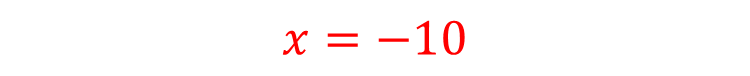 x = −10